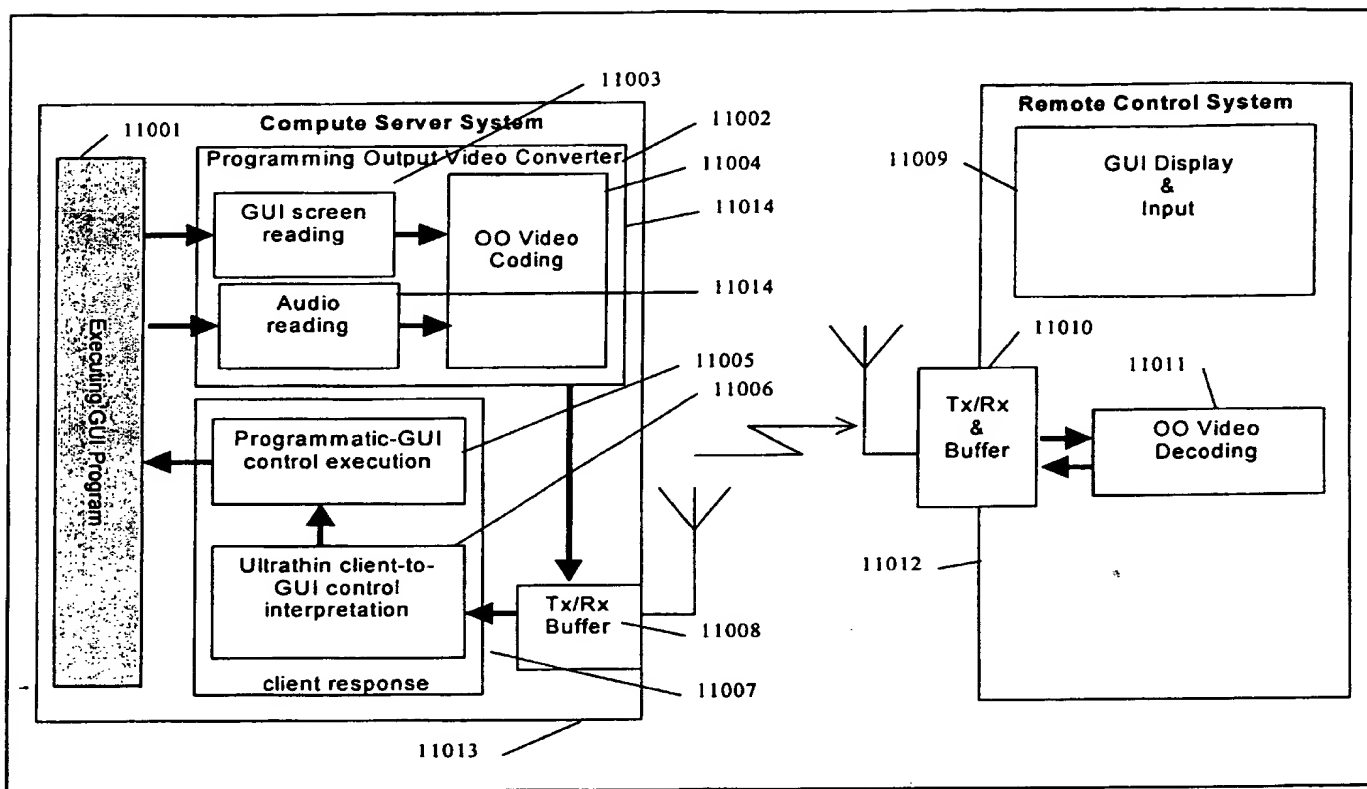 11003
11001
Compute Server System
11002
Programming Output Video Converter
11004
GUI screen
reading
OO Video
Coding
11014
Audio
reading
11014
Executing GUI Program
11005
11006
Programmatic-GUI
control execution
Ultrathin client-to-
GUI control
interpretation
Tx/Rx
Buffer
11008
client response
11007
11013
Remote Control System
11009
GUI Display
&
Input
11010
11011
Tx/Rx
&
Buffer
OO Video
Decoding
11012